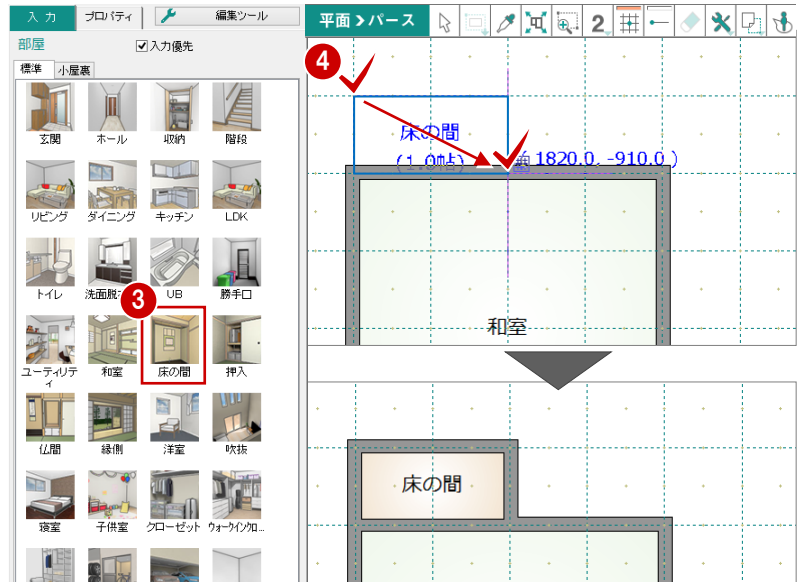 入 力
プロパティ
編集ツール
部屋
入力優先
標準
小屋裏
玄関
ホール
収納
階段
リビング
ダイニング
キッチン
LDK
トイレ
洗面脱
UB
勝手口
3
ユーティリティ
和室
床の間
押入
仏間
縁側
洋室
吹抜
寝室
子供室
クローゼット
ウォークインクロ...
平面
パース
2
4
床の間
(1.0帖)
( 1820.0, -910.0 )
和室
床の間